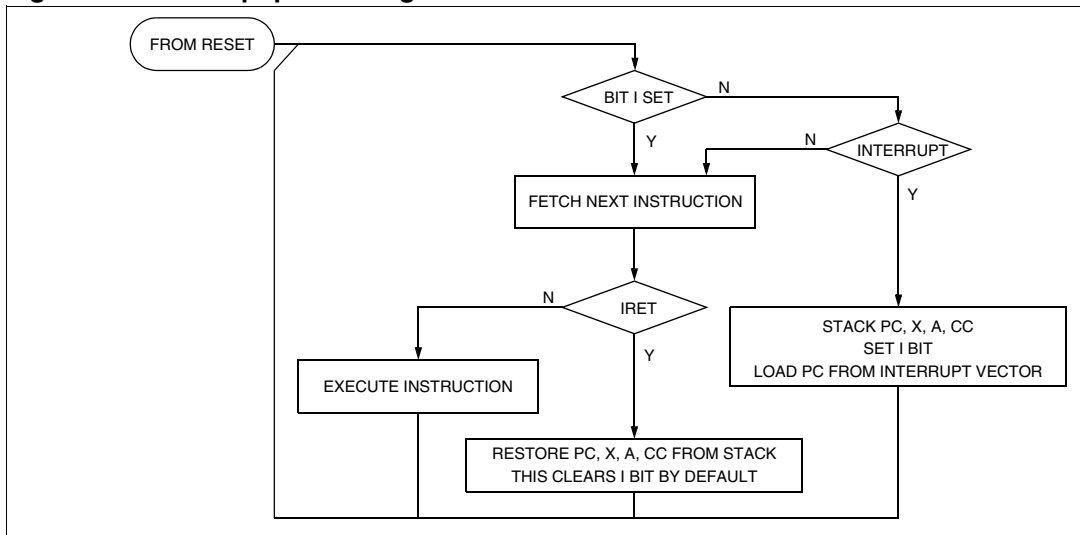 FROM RESET
BIT I SET
N
Y
N
INTERRUPT
Y
FETCH NEXT INSTRUCTION
N
IRET
Y
STACK PC, X, A, CC
SET I BIT
LOAD PC FROM INTERRUPT VECTOR
EXECUTE INSTRUCTION
RESTORE PC, X, A, CC FROM STACK
THIS CLEARS I BIT BY DEFAULT